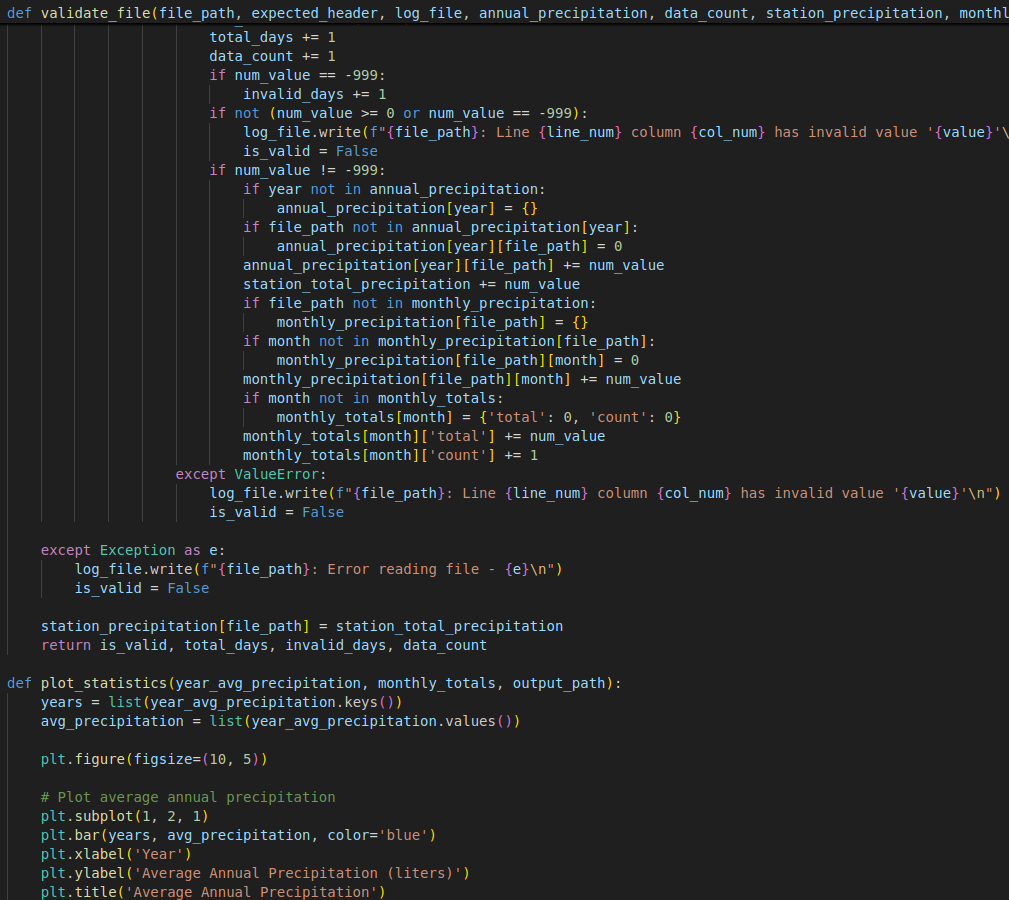 def validate_file(file_path, expected_header, log_file, annual_precipitation, data_count, station_precipitation, monthl
total_days += 1
data_count += 1
if num_value == -999:
invalid_days += 1
if not (num_value >= 0 or num_value == -999):
log_file.write(f"{file_path}: Line {line_num} column {col_num} has invalid value '{value}'\
is_valid = False
if num_value != -999:
if year not in annual_precipitation:
annual_precipitation[year] = {}
if file_path not in annual_precipitation[year]:
annual_precipitation[year][file_path] = 0
annual_precipitation[year][file_path] += num_value
station_total_precipitation += num_value
if file_path not in monthly_precipitation:
monthly_precipitation[file_path] = {}
if month not in monthly_precipitation[file_path]:
monthly_precipitation[file_path][month] = 0
monthly_precipitation[file_path][month] += num_value
if month not in monthly_totals:
monthly_totals[month] = {'total': 0, 'count': 0}
monthly_totals[month]['total'] += num_value
monthly_totals[month]['count'] += 1
except ValueError:
log_file.write(f"{file_path}: Line {line_num} column {col_num} has invalid value '{value}'\n")
is_valid = False
except Exception as e:
log_file.write(f"{file_path}: Error reading file - {e}\n")
is_valid = False
station_precipitation[file_path] = station_total_precipitation
return is_valid, total_days, invalid_days, data_count
def plot_statistics(year_avg_precipitation, monthly_totals, output_path):
years = list(year_avg_precipitation.keys())
avg_precipitation = list(year_avg_precipitation.values())
plt.figure(figsize=(10, 5))
# Plot average annual precipitation
plt.subplot(1, 2, 1)
plt.bar(years, avg_precipitation, color='blue')
plt.xlabel('Year')
plt.ylabel('Average Annual Precipitation (liters)')
plt.title('Average Annual Precipitation')